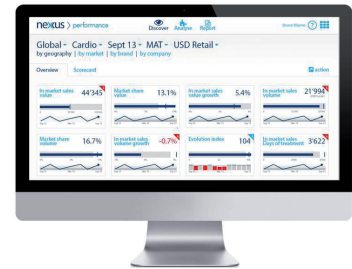 nexus performance
Discover Analyse Report
Global Cardio Sept 13 MAT USD Retail
by geography | by market | by brand | by company
Overview Scorecard
action
In market sales value 44'345
Market share value 13.1%
In market sales value growth 5.4%
In market sales volume 21'994
Market share volume 16.7%
In market sales volume growth -0.7%
Evolution index 104
In market sales Days of treatment 3'622